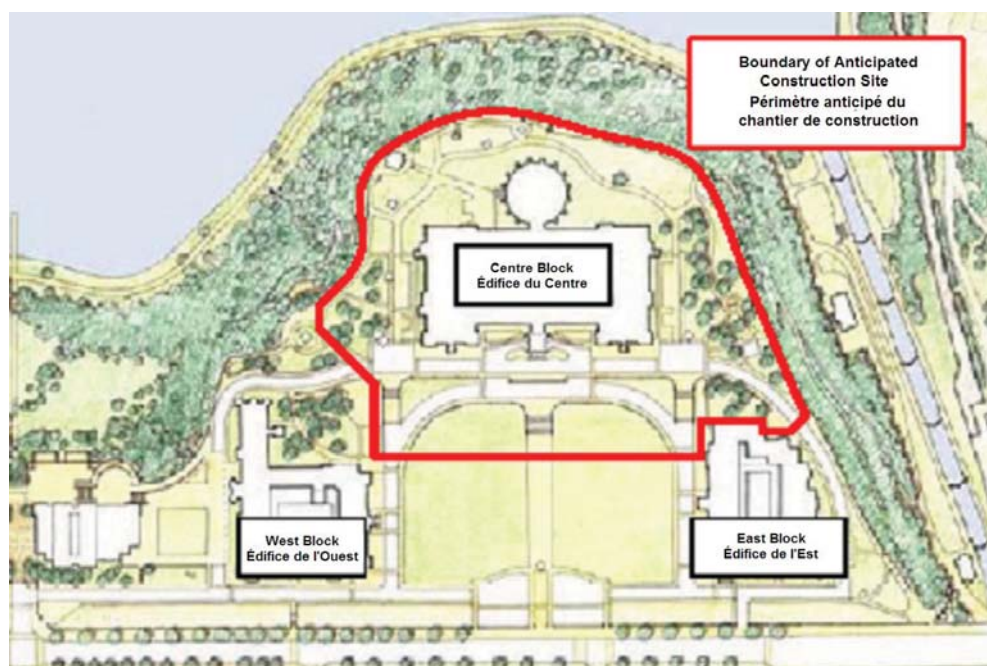 Boundary of Anticipated
Construction Site
Périmètre anticipé du
chantier de construction
Centre Block
Édifice du Centre
West Block
Édifice de l'Ouest
East Block
Édifice de l'Est